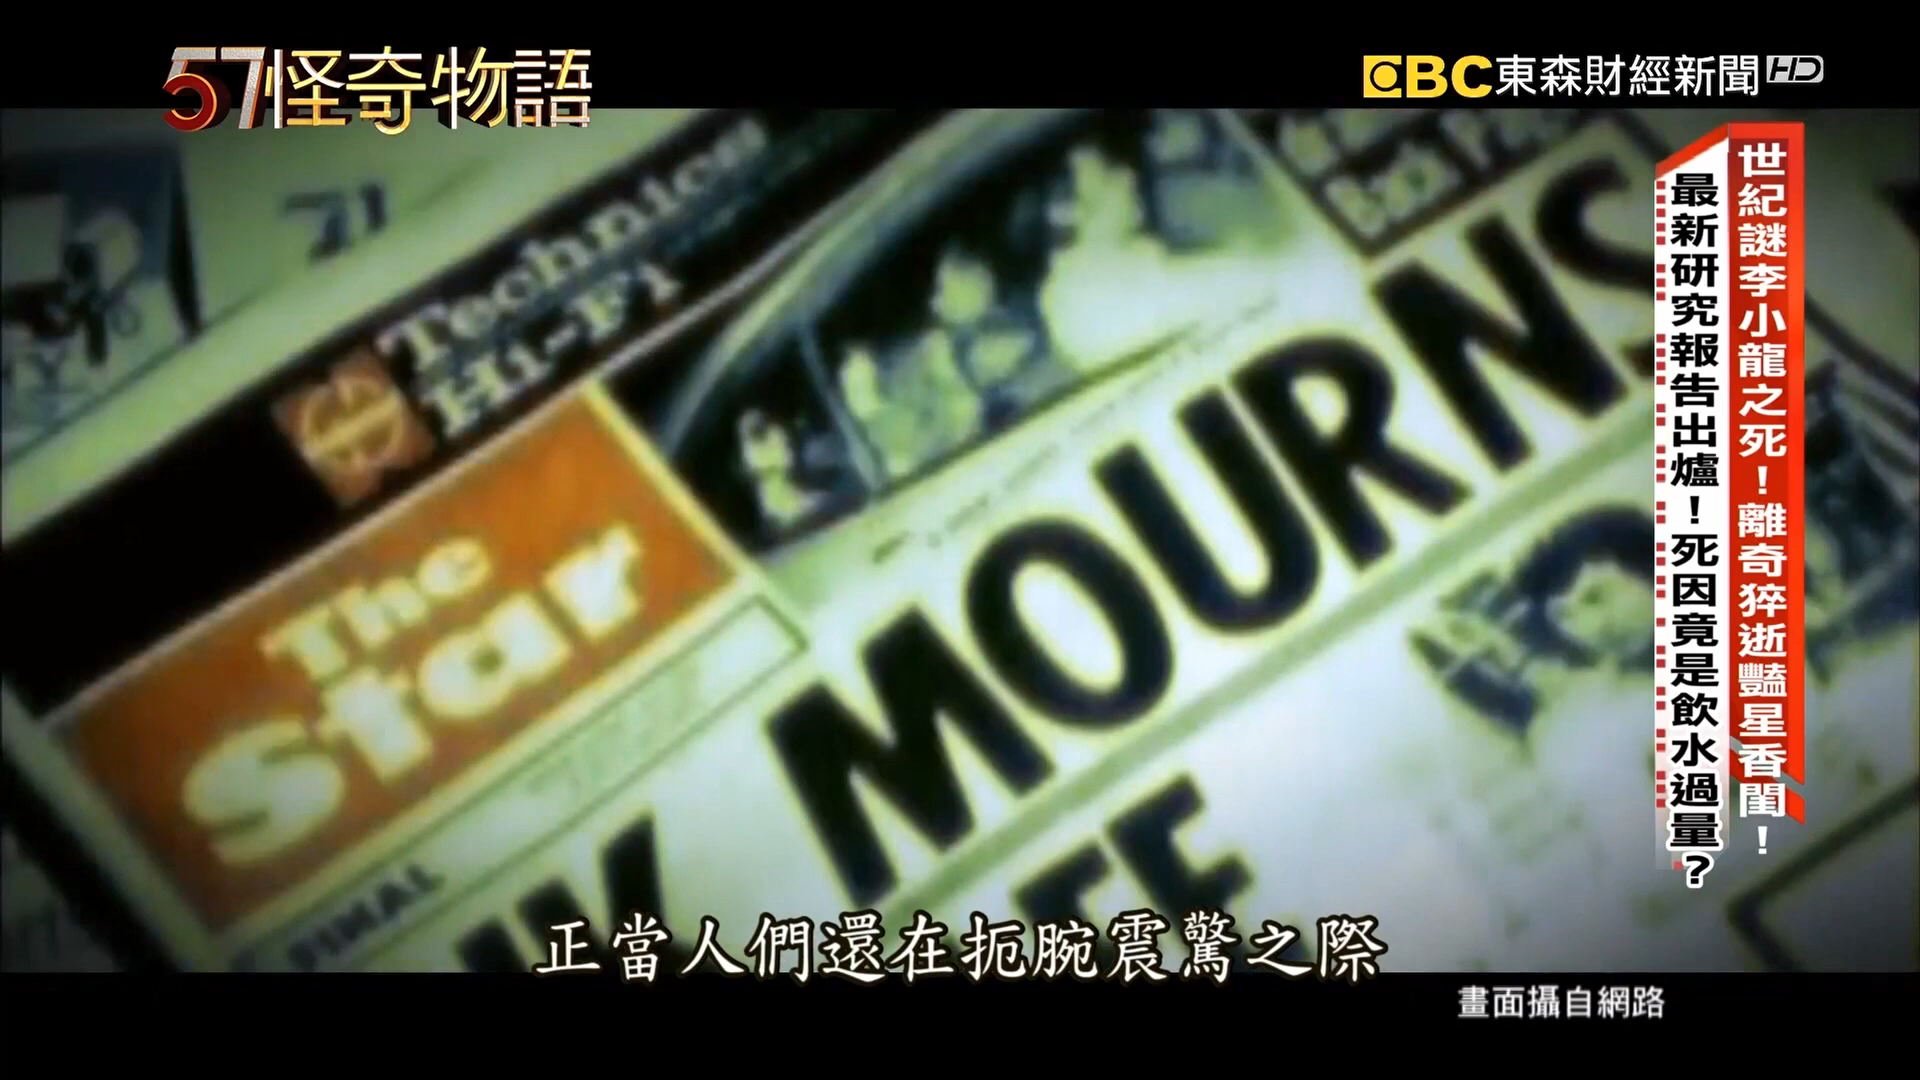 57怪奇物語
EBC東森財經新聞HD
世紀謎李小龍之死！離奇猝逝豔星香閨！
最新研究報告出爐！死因竟是飲水過量？
71
Technics
Hi-Fi
The
Star
MOURNS
FINAL
正當人們還在扼腕震驚之際
畫面攝自網路